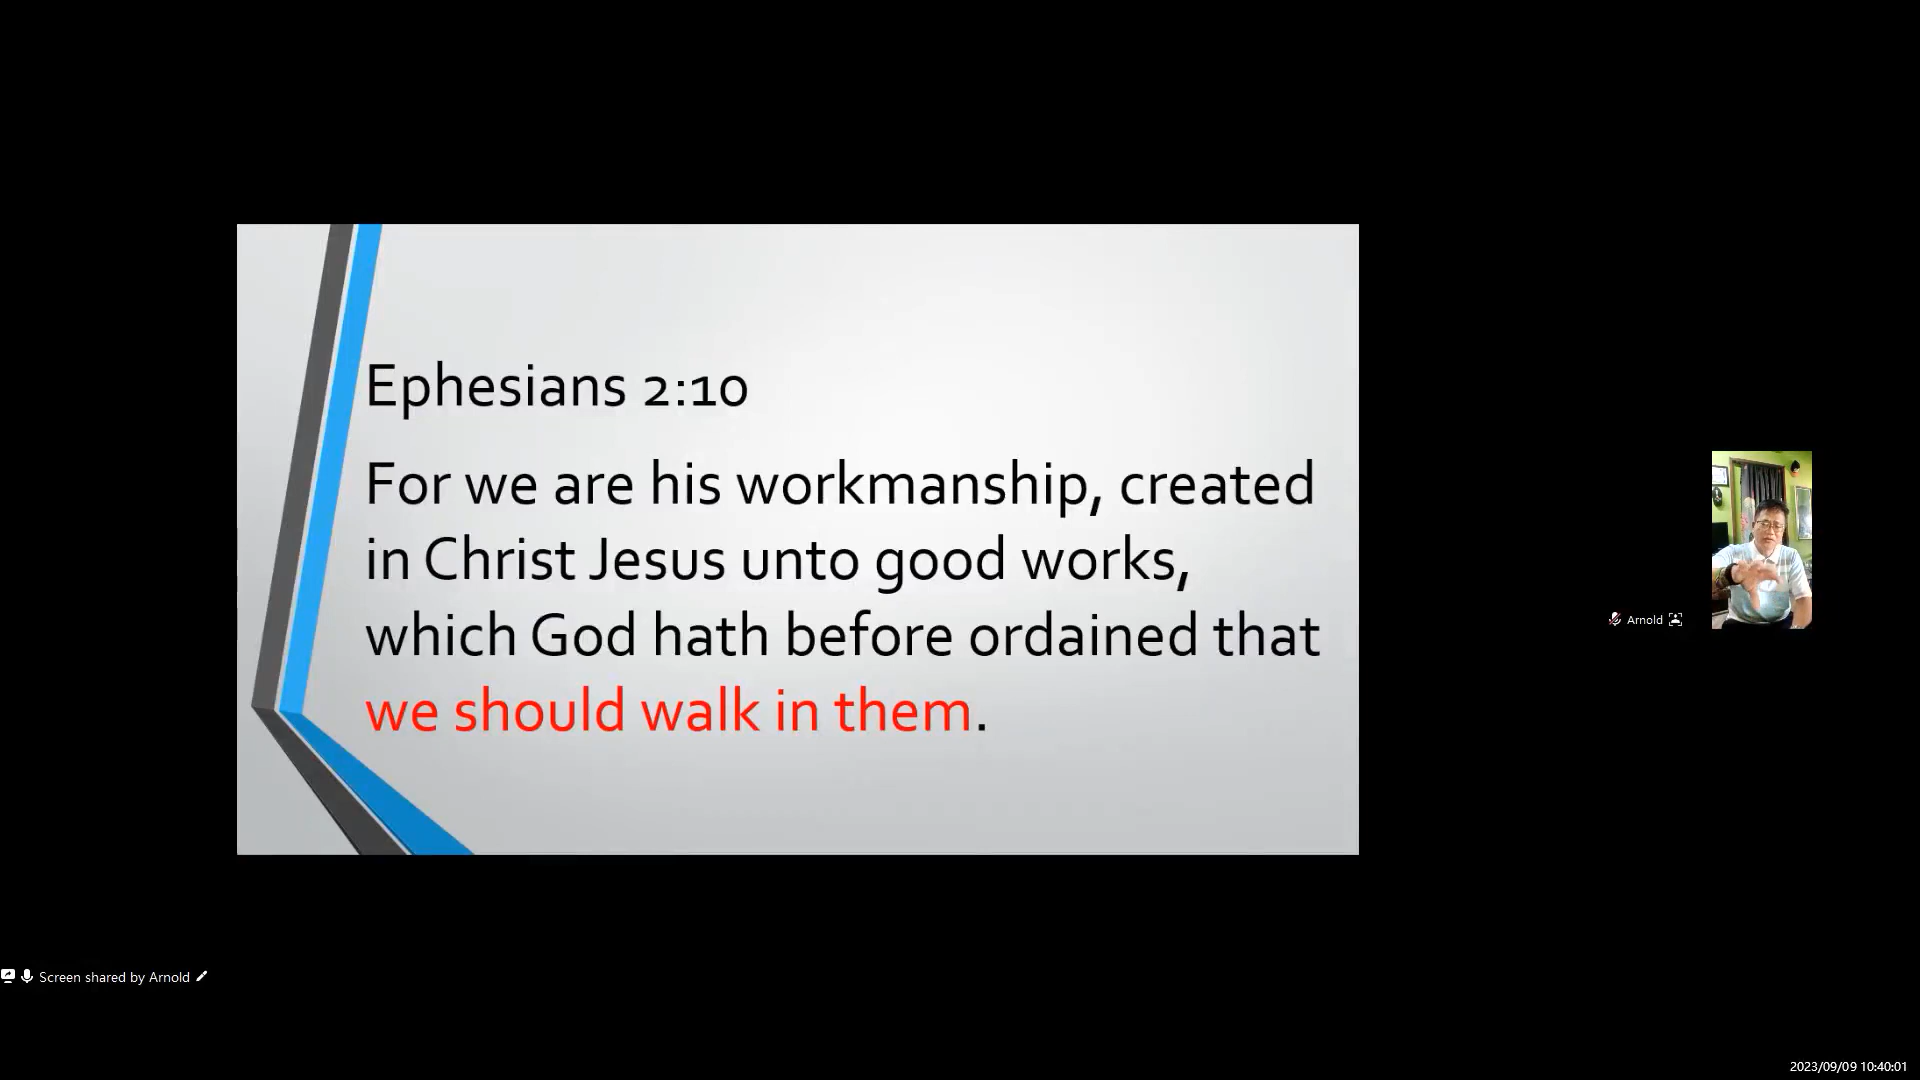 Ephesians 2:10
For we are his workmanship, created
in Christ Jesus unto good works,
which God hath before ordained that
we should walk in them.
Arnold
Screen shared by Arnold
2023/09/09 10:40:01